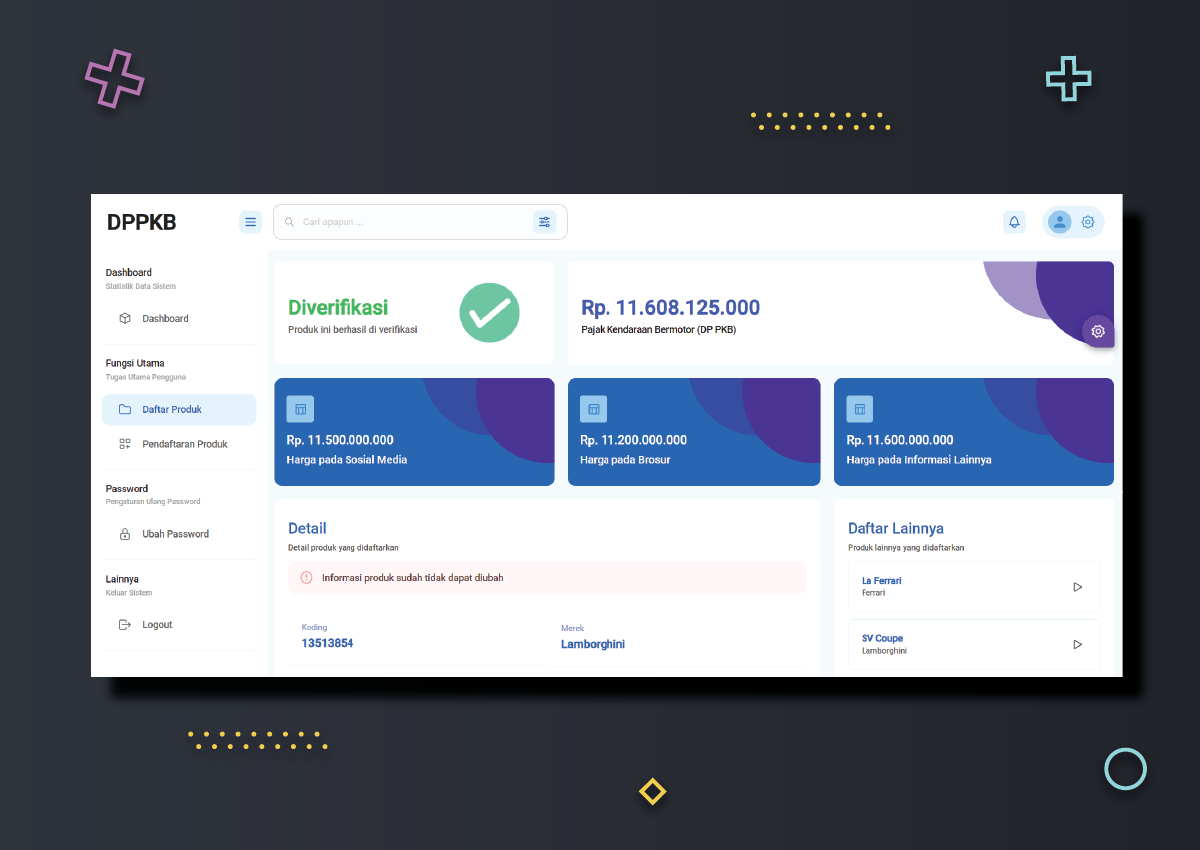 DPPKB
Cari apapun ...
Dashboard
Statistik Data Sistem
Dashboard
Fungsi Utama
Tugas Utama Pengguna
Daftar Produk
Pendaftaran Produk
Password
Pengaturan Ulang Password
Ubah Password
Lainnya
Keluar Sistem
Logout
Diverifikasi
Produk ini berhasil di verifikasi
Rp. 11.608.125.000
Pajak Kendaraan Bermotor (DP PKB)
Rp. 11.500.000.000
Harga pada Sosial Media
Rp. 11.200.000.000
Harga pada Brosur
Rp. 11.600.000.000
Harga pada Informasi Lainnya
Detail
Detail produk yang didaftarkan
Informasi produk sudah tidak dapat diubah
Koding
13513854
Merek
Lamborghini
Daftar Lainnya
Produk lainnya yang didaftarkan
La Ferrari
Ferrari
SV Coupe
Lamborghini